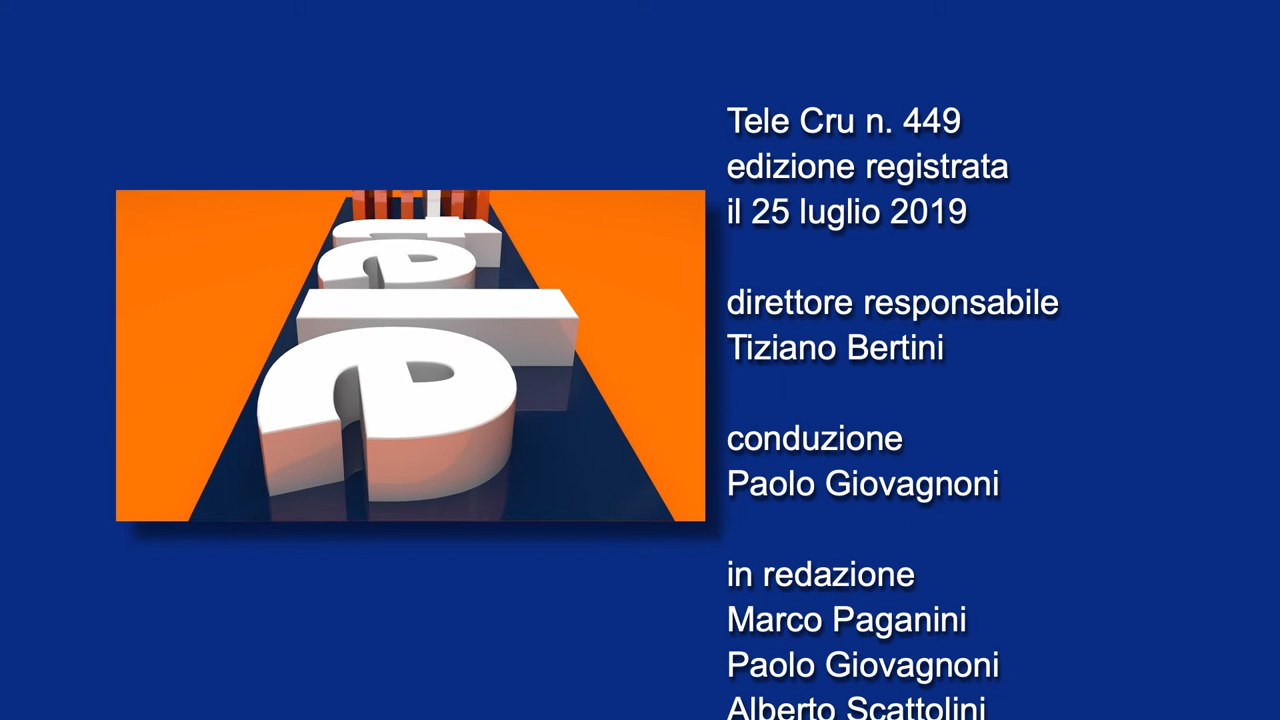 Tele Cru n. 449
edizione registrata
il 25 luglio 2019
direttore responsabile
Tiziano Bertini
conduzione
Paolo Giovagnoni
in redazione
Marco Paganini
Paolo Giovagnoni
Alberto Scattolini
tele